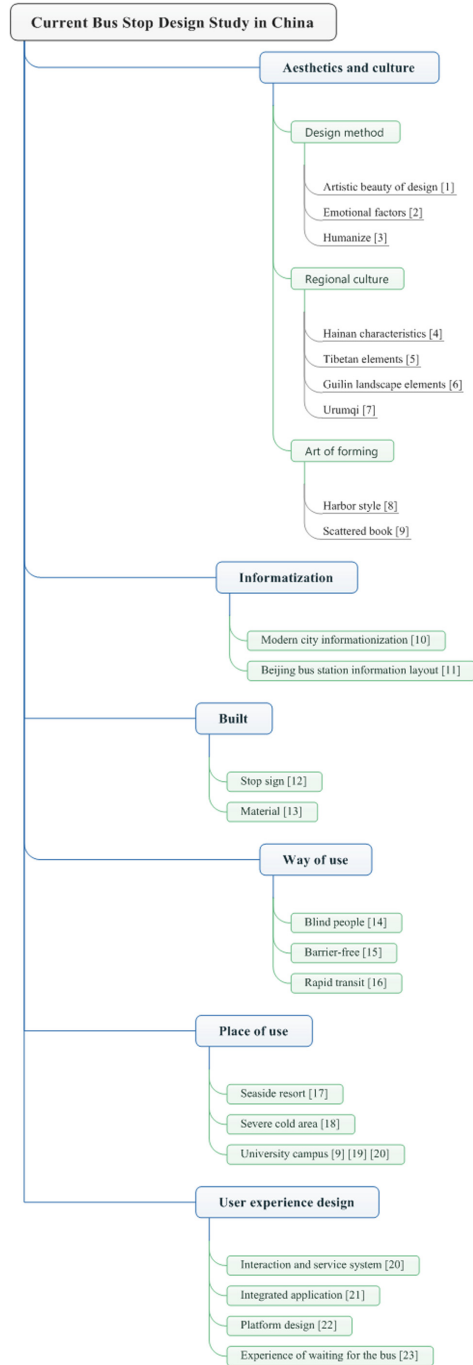 Current Bus Stop Design Study in China
Aesthetics and culture
Design method
Artistic beauty of design [1]
Emotional factors [2]
Humanize [3]
Regional culture
Hainan characteristics [4]
Tibetan elements [5]
Guilin landscape elements [6]
Urumqi [7]
Art of forming
Harbor style [8]
Scattered book [9]
Informatization
Modern city informationization [10]
Beijing bus station information layout [11]
Built
Stop sign [12]
Material [13]
Way of use
Blind people [14]
Barrier-free [15]
Rapid transit [16]
Place of use
Seaside resort [17]
Severe cold area [18]
University campus [9] [19] [20]
User experience design
Interaction and service system [20]
Integrated application [21]
Platform design [22]
Experience of waiting for the bus [23]